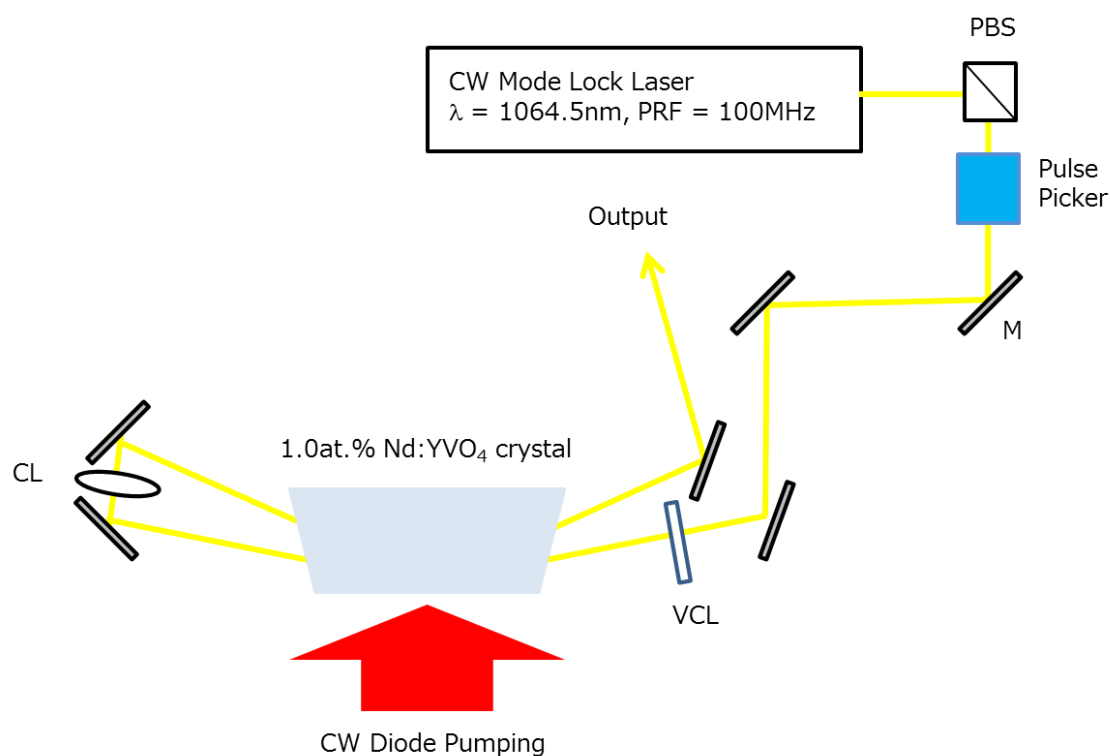 PBS
CW Mode Lock Laser
λ = 1064.5nm, PRF = 100MHz
Pulse
Picker
Output
M
1.0at.% Nd:YVO₄ crystal
CL
VCL
CW Diode Pumping